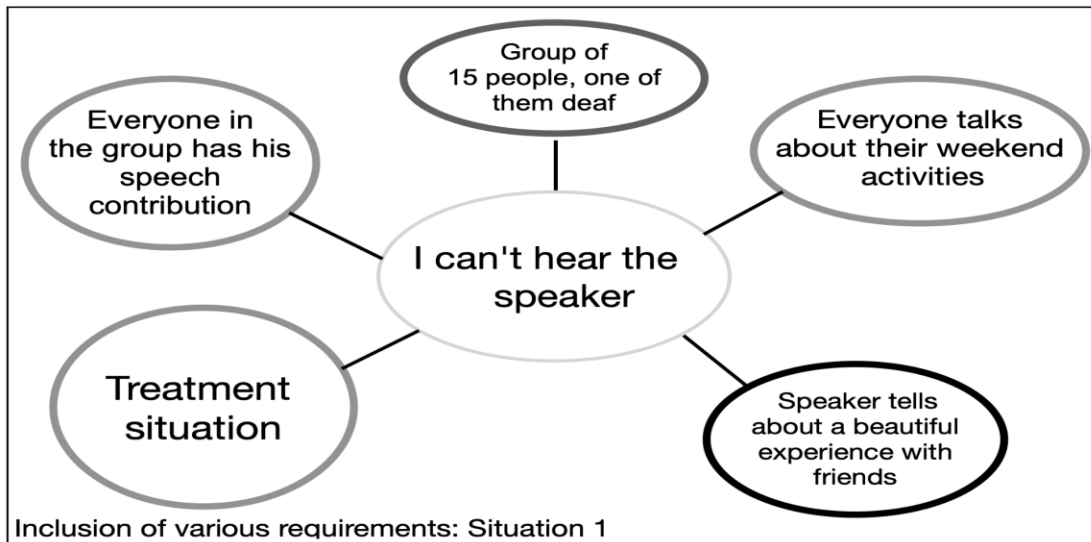 Group of
15 people, one of
them deaf
Everyone in
the group has his
speech
contribution
Everyone talks
about their weekend
activities
I can't hear the
speaker
Treatment
situation
Speaker tells
about a beautiful
experience with
friends
Inclusion of various requirements: Situation 1